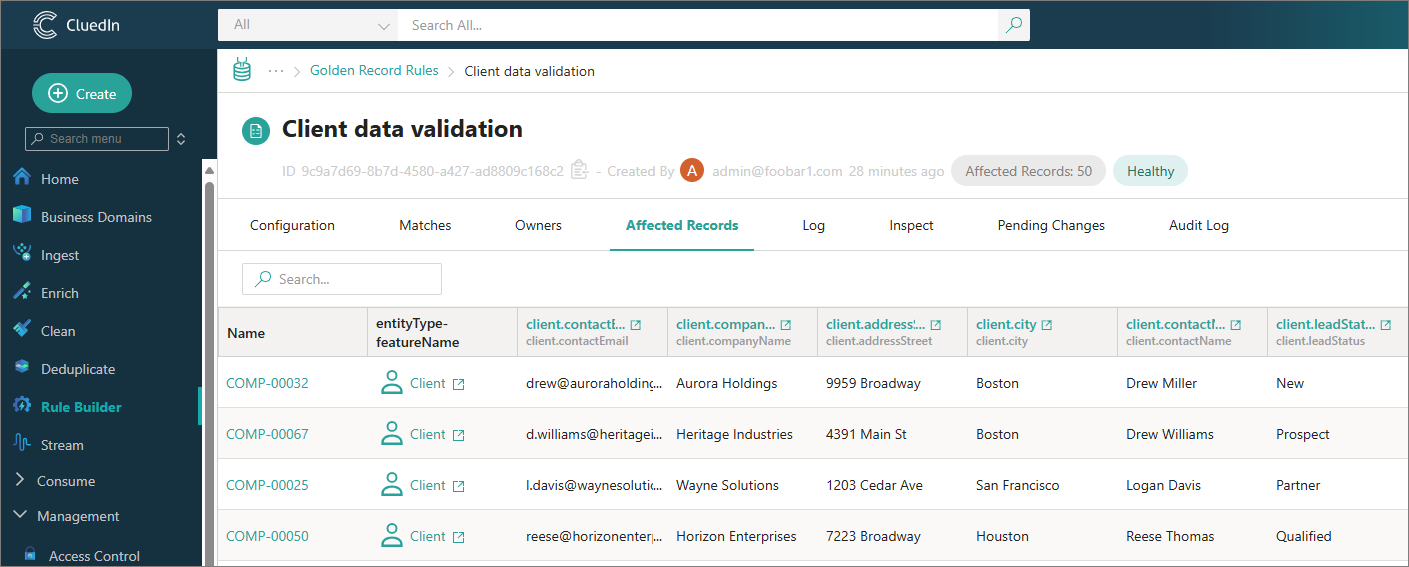 CluedIn
All
Search All...
Create
Search menu
Home
Business Domains
Ingest
Enrich
Clean
Deduplicate
Rule Builder
Stream
Consume
Management
Access Control
··· > Golden Record Rules > Client data validation
Client data validation
ID 9c9a7d69-8b7d-4580-a427-ad8809c168c2 - Created By A admin@foobar1.com 28 minutes ago Affected Records: 50 Healthy
Configuration Matches Owners Affected Records Log Inspect Pending Changes Audit Log
Search...
Name entityType-featureName client.contactE... client.compan... client.address... client.city client.contactN... client.leadStat...
client.contactEmail client.companyName client.addressStreet client.city client.contactName client.leadStatus
COMP-00032 Client drew@auroraholding... Aurora Holdings 9959 Broadway Boston Drew Miller New
COMP-00067 Client d.williams@heritagei... Heritage Industries 4391 Main St Boston Drew Williams Prospect
COMP-00025 Client l.davis@waynesolutic... Wayne Solutions 1203 Cedar Ave San Francisco Logan Davis Partner
COMP-00050 Client reese@horizonenterp... Horizon Enterprises 7223 Broadway Houston Reese Thomas Qualified